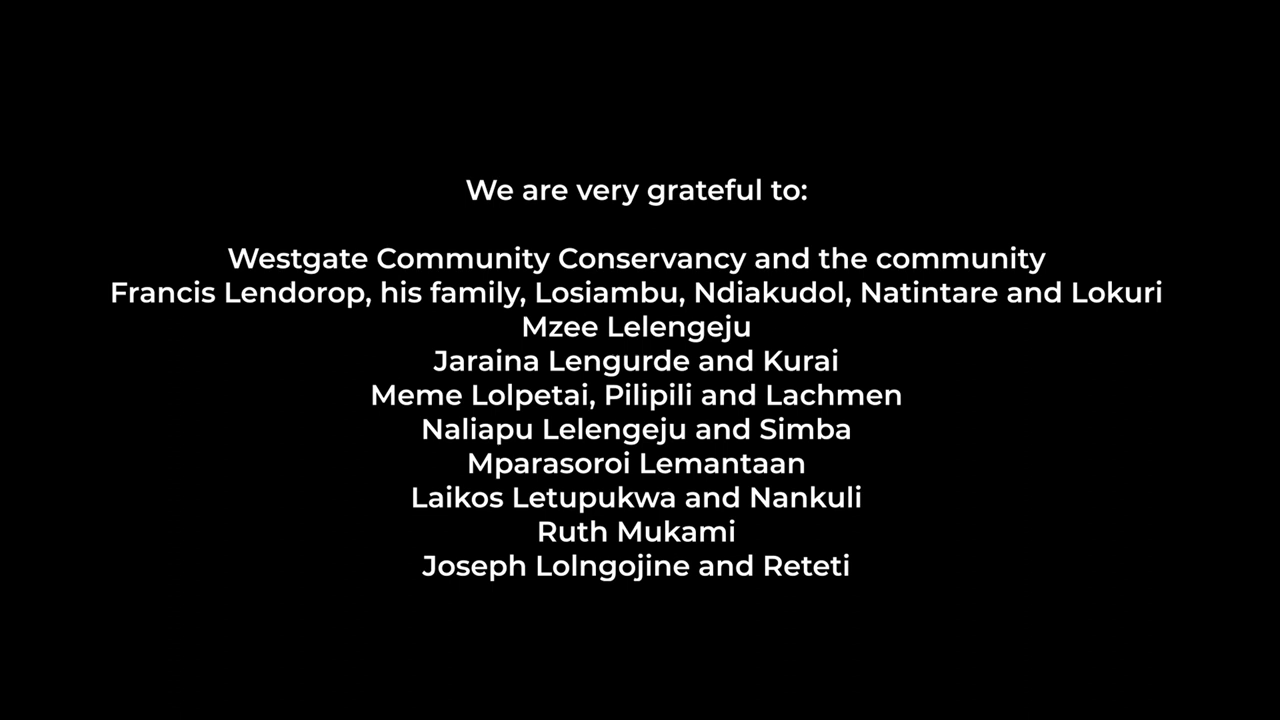 We are very grateful to:
Westgate Community Conservancy and the community
Francis Lendorop, his family, Losiambu, Ndiakudol, Natintare and Lokuri
Mzee Lelengeju
Jaraina Lengurde and Kurai
Meme Lolpetai, Pilipili and Lachmen
Naliapu Lelengeju and Simba
Mparasoroi Lemantaan
Laikos Letupukwa and Nankuli
Ruth Mukami
Joseph Lolngojine and Reteti